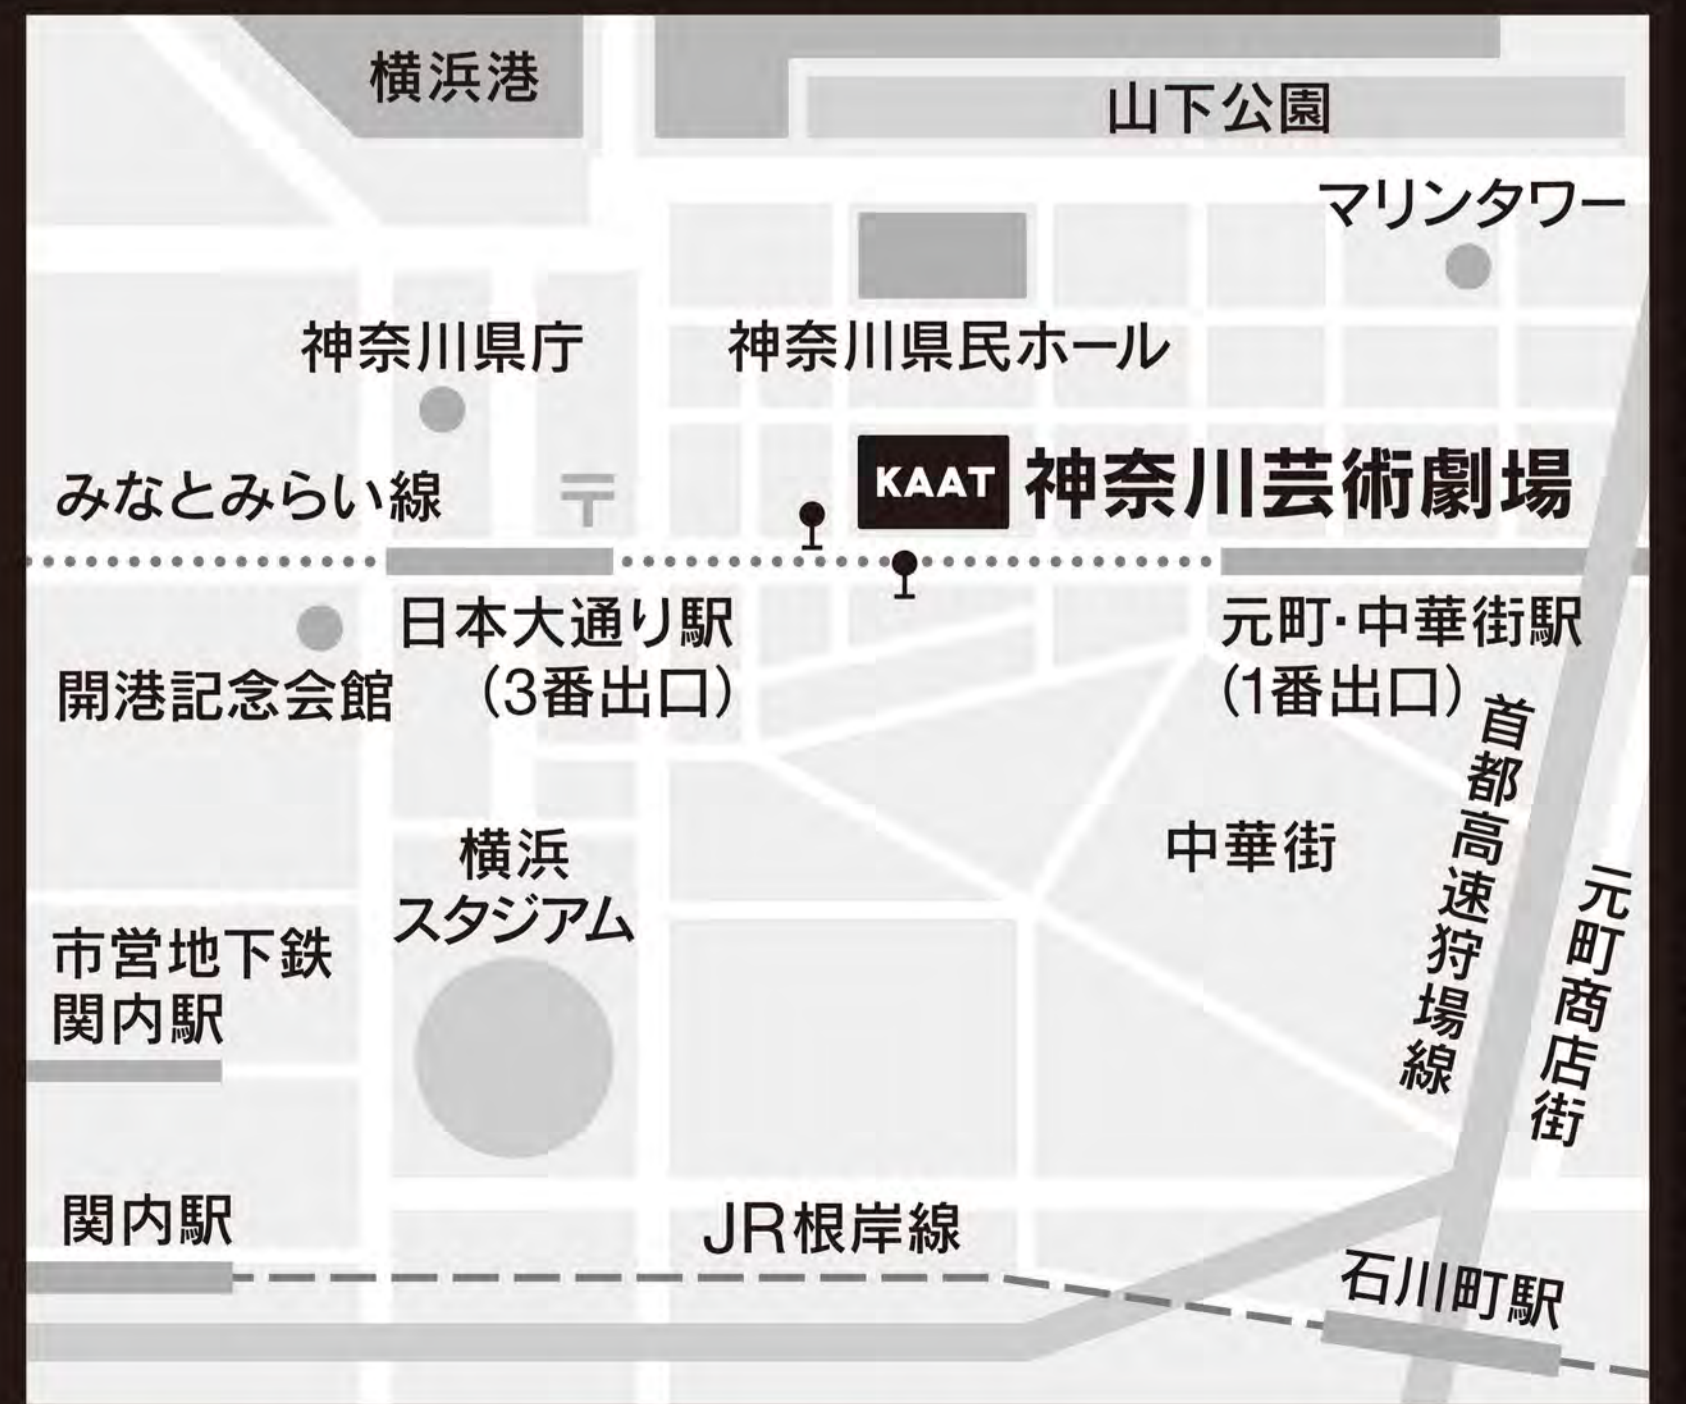 横浜港
山下公園
マリンタワー
神奈川県庁
神奈川県民ホール
KAAT 神奈川芸術劇場
みなとみらい線
〒
日本大通り駅
（3番出口）
元町・中華街駅
（1番出口）
開港記念会館
首都高速狩場線
中華街
横浜
スタジアム
元町商店街
市営地下鉄
関内駅
関内駅
JR根岸線
石川町駅